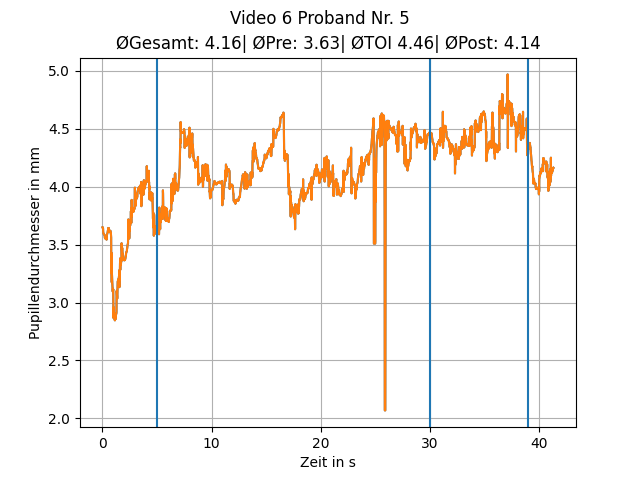 Video 6 Proband Nr. 5
ØGesamt: 4.16| ØPre: 3.63| ØTOI 4.46| ØPost: 4.14
5.0
4.5
4.0
3.5
3.0
2.5
2.0
Pupillendurchmesser in mm
0 10 20 30 40
Zeit in s